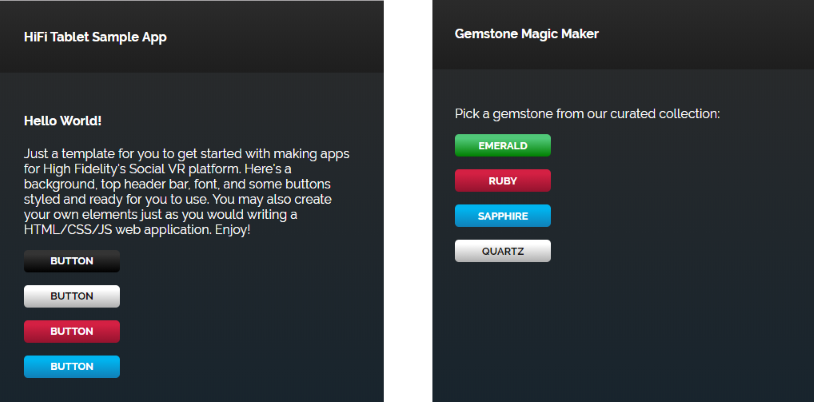 HiFi Tablet Sample App
Hello World!
Just a template for you to get started with making apps
for High Fidelity's Social VR platform. Here's a
background, top header bar, font, and some buttons
styled and ready for you to use. You may also create
your own elements just as you would writing a
HTML/CSS/JS web application. Enjoy!
BUTTON
BUTTON
BUTTON
BUTTON
Gemstone Magic Maker
Pick a gemstone from our curated collection:
EMERALD
RUBY
SAPPHIRE
QUARTZ